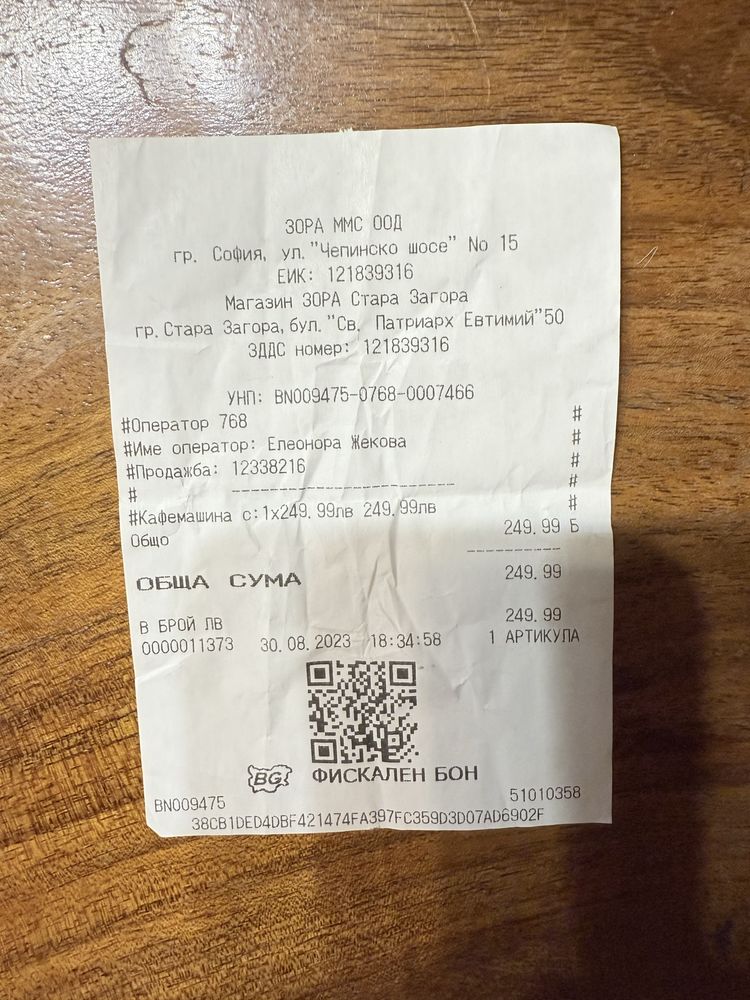 ЗОРА ММС ООД
гр. София, ул."Чепинско шосе" No 15
ЕИК: 121839316
Магазин ЗОРА Стара Загора
гр.Стара Загора,бул."Св. Патриарх Евтимий"50
ЗДДС номер: 121839316
УНП: BN009475-0768-0007466
#Оператор 768 #
#Име оператор: Елеонора Жекова #
#Продажба: 12338216 #
# -------------------------- #
#Кафемашина с:1x249.99лв 249.99лв #
Общо 249.99 Б
----------
ОБЩА СУМА 249.99
В БРОЙ ЛВ 249.99
0000011373 30.08.2023 18:34:58 1 АРТИКУЛА
BG ФИСКАЛЕН БОН
BN009475 51010358
38CB1DED4DBF421474FA397FC359D3D07AD6902F